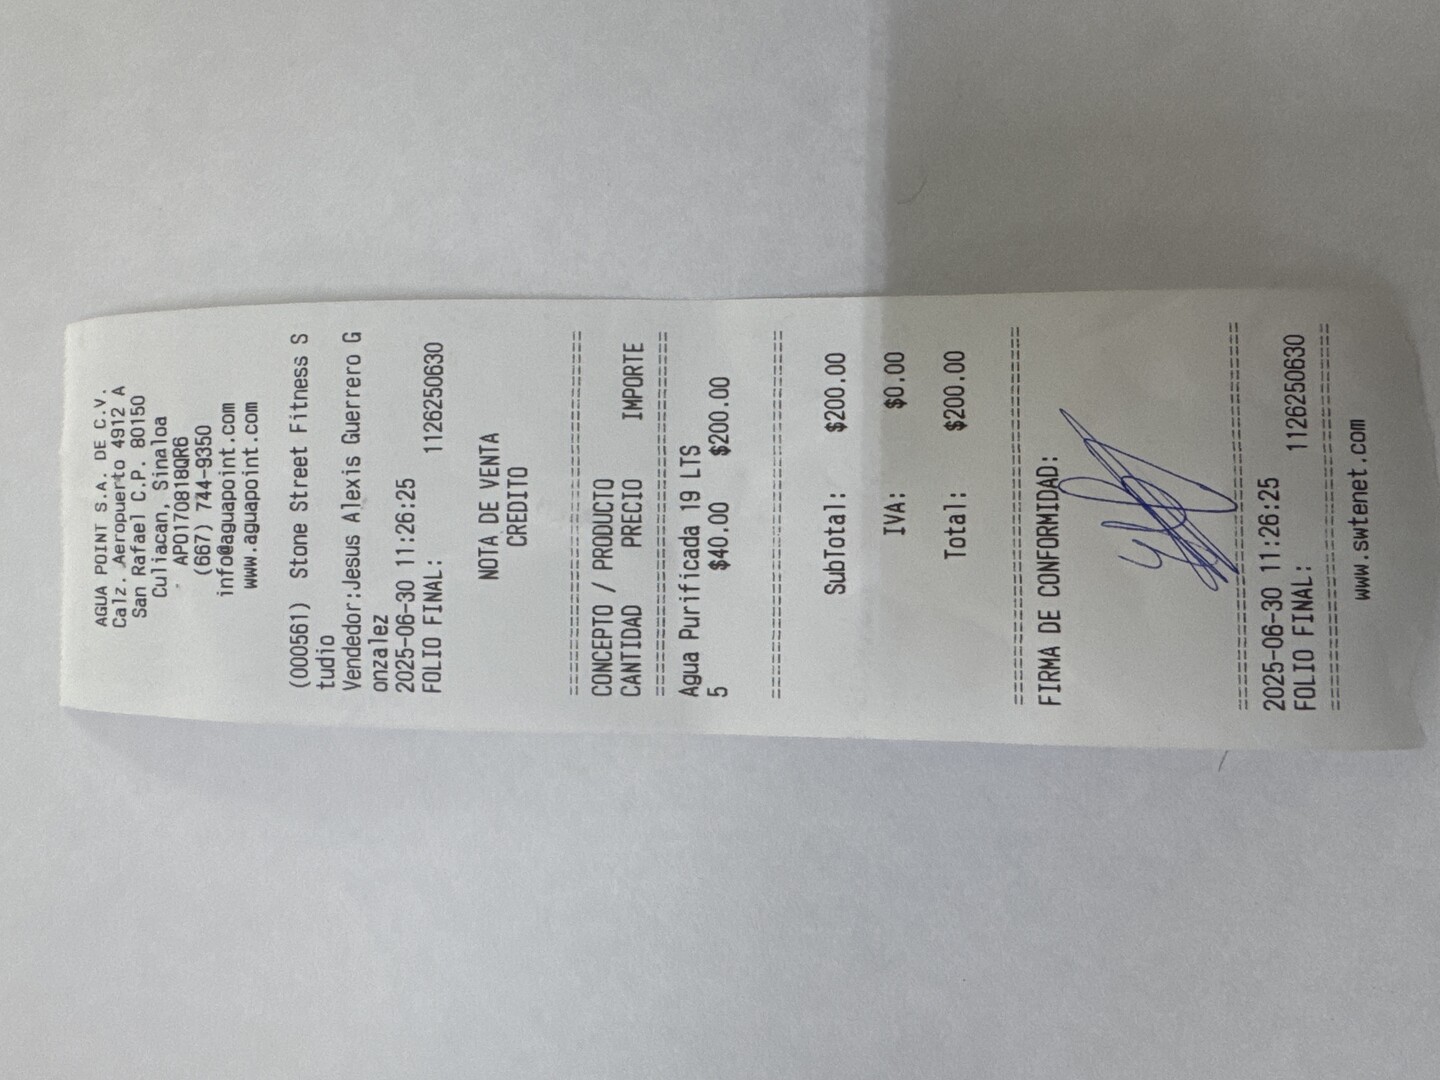 AGUA POINT S.A. DE C.V.
Calz. Aeropuerto 4912 A
San Rafael C.P. 80150
Culiacan, Sinaloa
APO170818QR6
(667) 744-9350
info@aguapoint.com
www.aguapoint.com
(000561) Stone Street Fitness S
tudio
Vendedor:Jesus Alexis Guerrero G
onzalez
2025-06-30 11:26:25
FOLIO FINAL: 1126250630
NOTA DE VENTA
CREDITO
================================
CONCEPTO / PRODUCTO
CANTIDAD PRECIO IMPORTE
================================
Agua Purificada 19 LTS
5 $40.00 $200.00
================================
SubTotal: $200.00
IVA: $0.00
Total: $200.00
================================
FIRMA DE CONFORMIDAD:
================================
2025-06-30 11:26:25
FOLIO FINAL: 1126250630
================================
www.swtenet.com